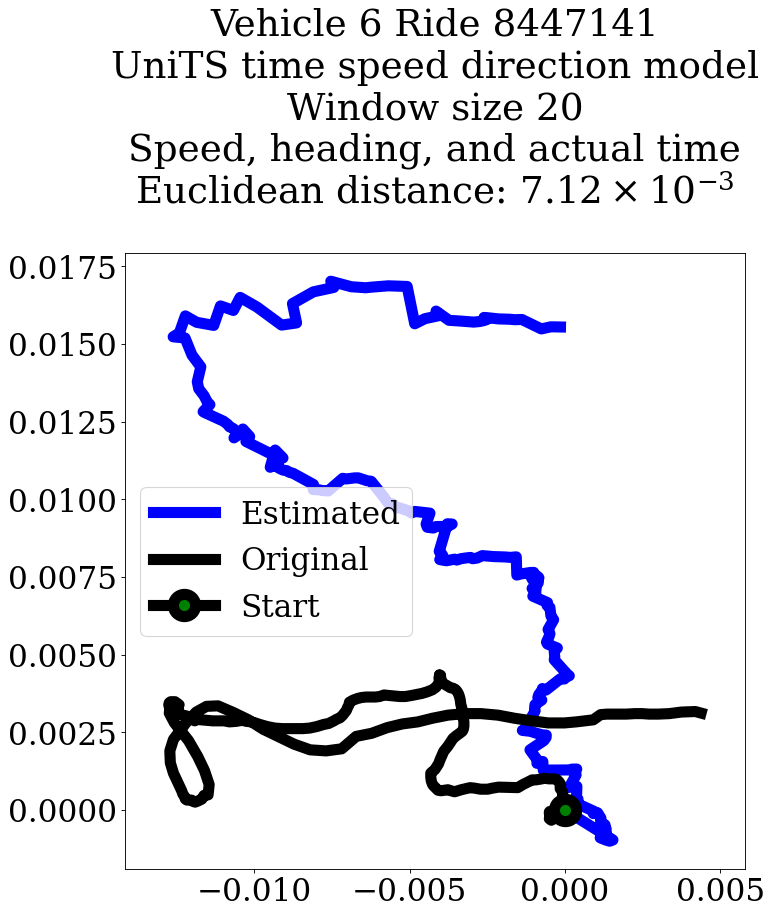 Vehicle 6 Ride 8447141
UniTS time speed direction model
Window size 20
Speed, heading, and actual time
Euclidean distance: 7.12 × 10⁻³
0.0175
0.0150
0.0125
0.0100
0.0075
0.0050
0.0025
0.0000
Estimated
Original
Start
−0.010 −0.005 0.000 0.005